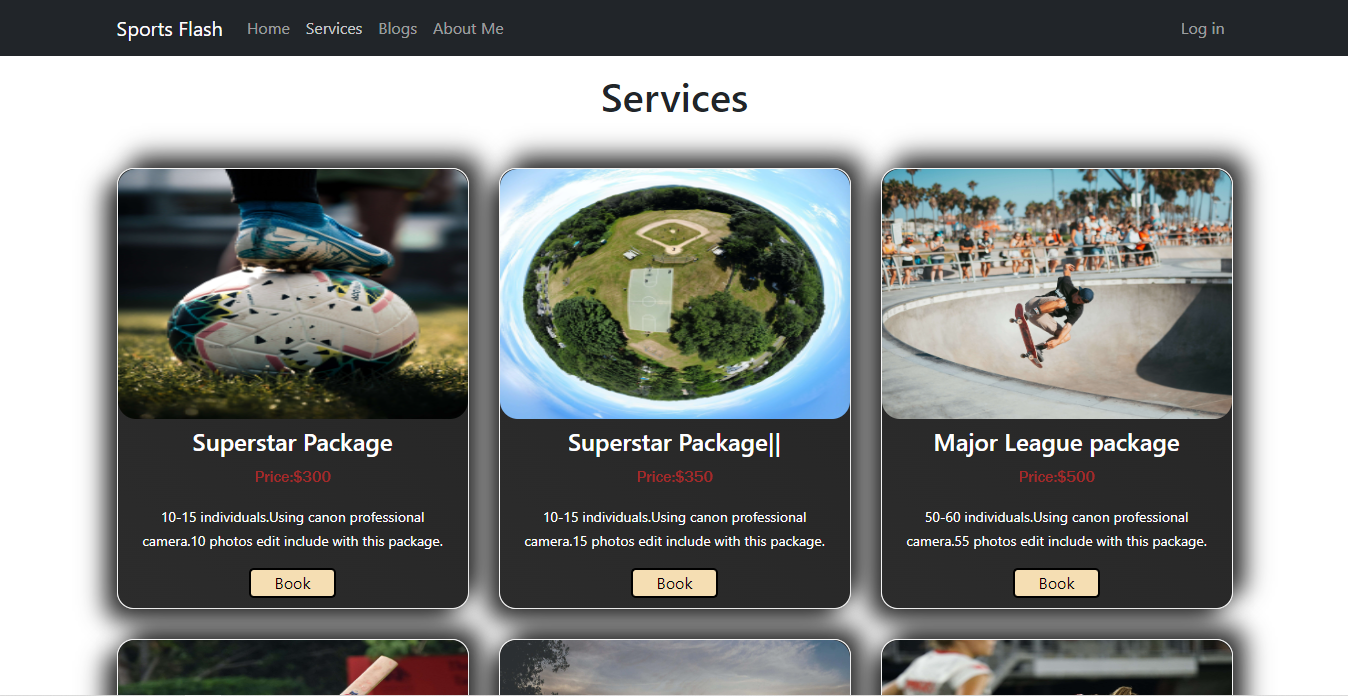 Sports Flash Home Services Blogs About Me Log in
Services
Superstar Package
Price:$300
10-15 individuals.Using canon professional
camera.10 photos edit include with this package.
Book
Superstar Package||
Price:$350
10-15 individuals.Using canon professional
camera.15 photos edit include with this package.
Book
Major League package
Price:$500
50-60 individuals.Using canon professional
camera.55 photos edit include with this package.
Book